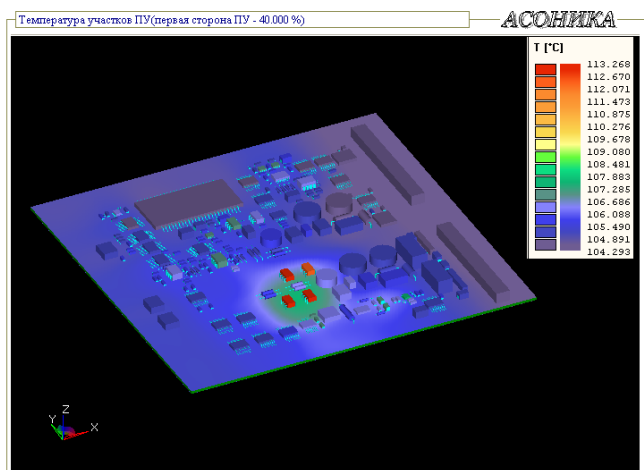 Температура участков ПУ(первая сторона ПУ - 40.000 %)
АСОНИКА
T [°C]
113.268
112.670
112.071
111.473
110.875
110.276
109.678
109.080
108.481
107.883
107.285
106.686
106.088
105.490
104.891
104.293
Z
Y
X